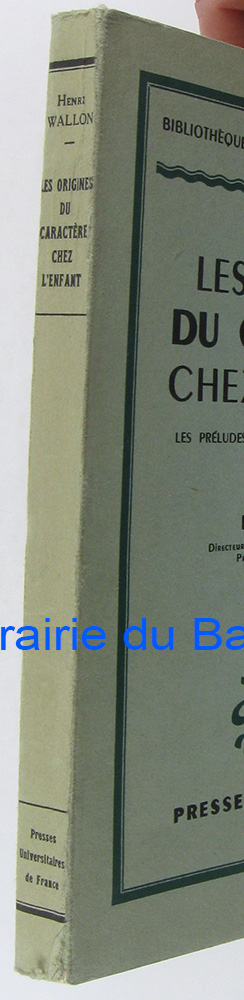 Henri
WALLON
LES ORIGINES
DU
CARACTÈRE
CHEZ
L'ENFANT
Presses
Universitaires
de France
BIBLIOTHÈQUE
LES
DU
CHEZ
LES PRÉLUDES
DIRECTEUR
rairie du Ba
PRESSE